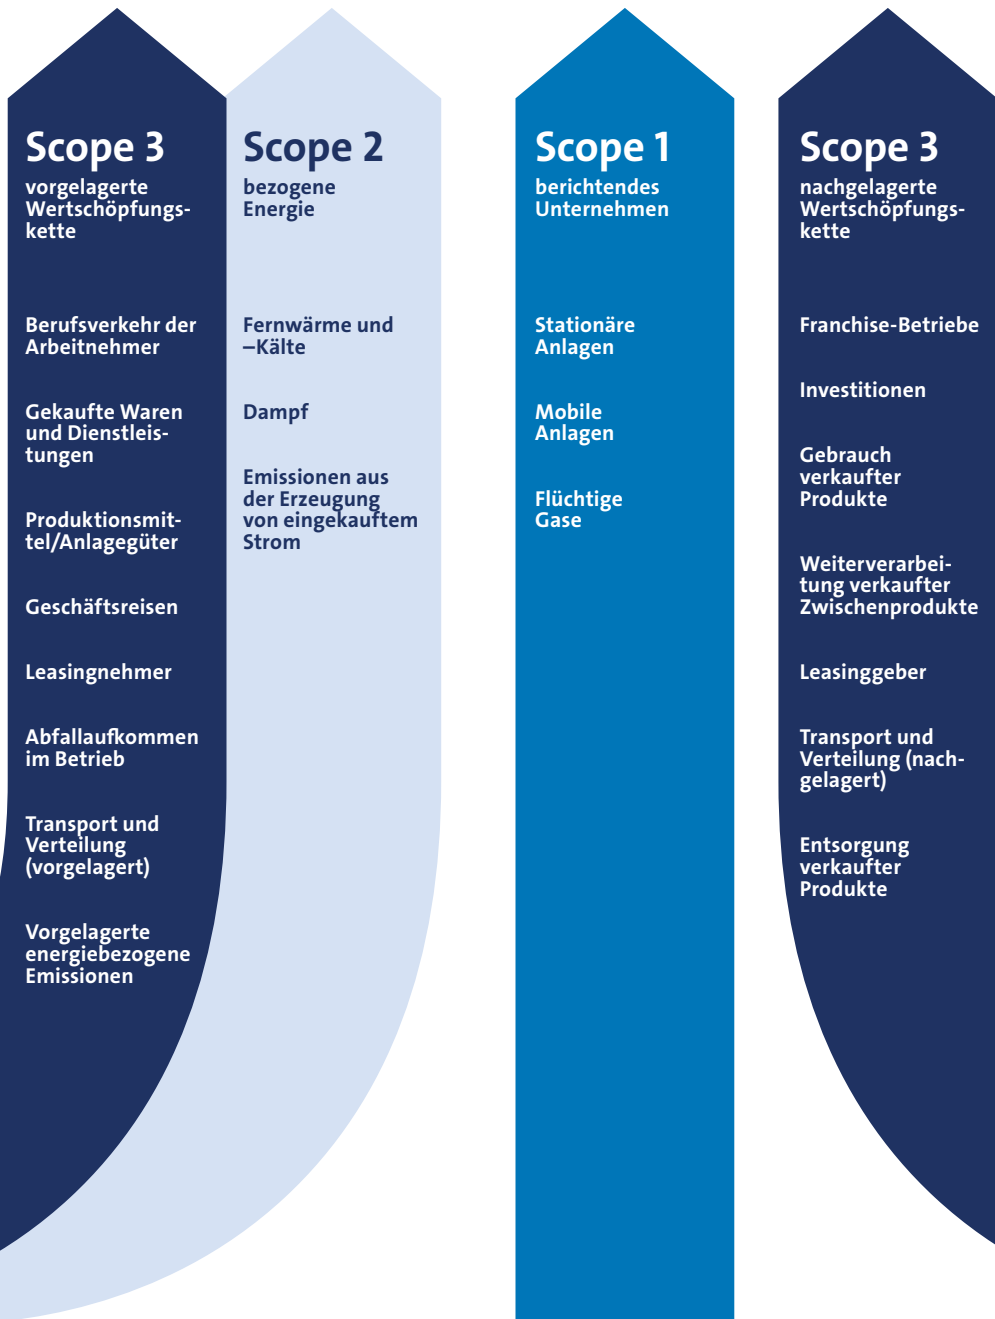 Scope 3
vorgelagerte
Wertschöpfungs-
kette
Berufsverkehr der
Arbeitnehmer
Gekaufte Waren
und Dienstleis-
tungen
Produktionsmit-
tel/Anlagegüter
Geschäftsreisen
Leasingnehmer
Abfallaufkommen
im Betrieb
Transport und
Verteilung
(vorgelagert)
Vorgelagerte
energiebezogene
Emissionen
Scope 2
bezogene
Energie
Fernwärme und
–Kälte
Dampf
Emissionen aus
der Erzeugung
von eingekauftem
Strom
Scope 1
berichtendes
Unternehmen
Stationäre
Anlagen
Mobile
Anlagen
Flüchtige
Gase
Scope 3
nachgelagerte
Wertschöpfungs-
kette
Franchise-Betriebe
Investitionen
Gebrauch
verkaufter
Produkte
Weiterverarbei-
tung verkaufter
Zwischenprodukte
Leasinggeber
Transport und
Verteilung (nach-
gelagert)
Entsorgung
verkaufter
Produkte